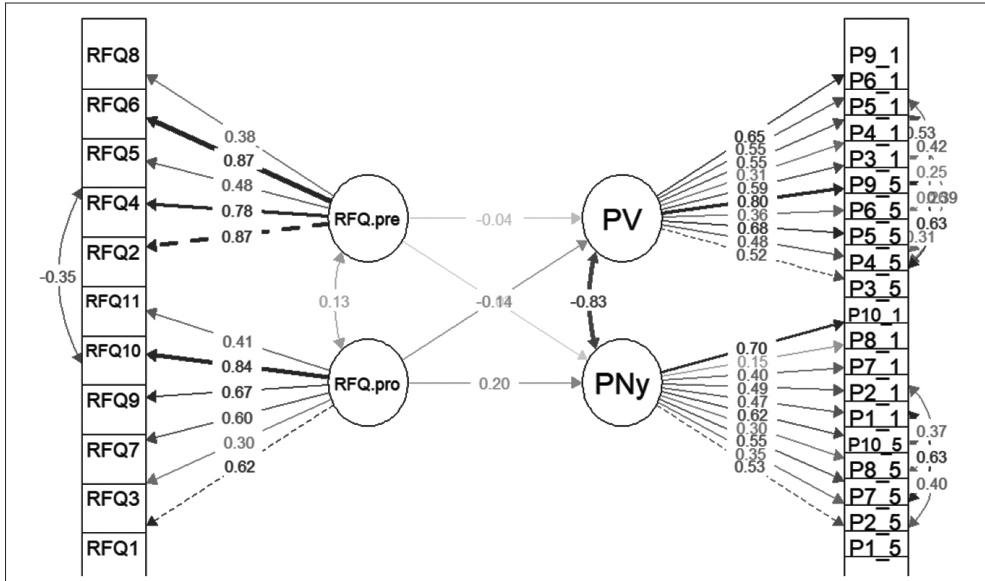 RFQ8
RFQ6
RFQ5
RFQ4
RFQ2
RFQ11
RFQ10
RFQ9
RFQ7
RFQ3
RFQ1
-0.35
0.38
0.87
0.48
0.78
0.87
0.41
0.84
0.67
0.60
0.30
0.62
RFQ.pre
0.13
RFQ.pro
-0.04
-0.14
0.20
PV
-0.83
PNy
0.65
0.55
0.55
0.31
0.59
0.80
0.36
0.68
0.48
0.52
0.70
0.15
0.40
0.49
0.47
0.62
0.30
0.55
0.35
0.53
P9_1
P6_1
P5_1
P4_1
P3_1
P9_5
P6_5
P5_5
P4_5
P3_5
P10_1
P8_1
P7_1
P2_1
P1_1
P10_5
P8_5
P7_5
P2_5
P1_5
0.53
0.42
0.25
0.63
0.31
0.37
0.63
0.40